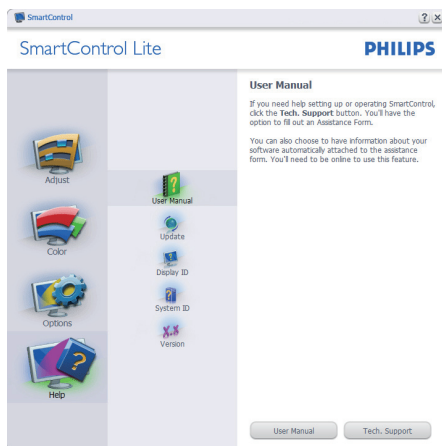 SmartControl
SmartControl Lite
PHILIPS
Adjust
Color
Options
Help
User Manual
Update
Display ID
System ID
X.X
Version
User Manual
If you need help setting up or operating SmartControl,
click the Tech. Support button. You'll have the
option to fill out an Assistance Form.
You can also choose to have information about your
software automatically attached to the assistance
form. You'll need to be online to use this feature.
User Manual
Tech. Support